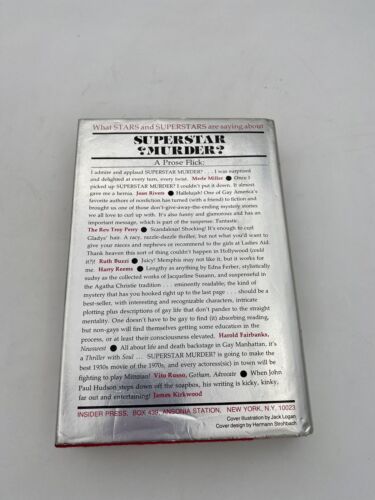 What STARS and SUPERSTARS are saying about
SUPERSTAR
?MURDER?
A Prose Flick:
I admire and applaud SUPERSTAR MURDER? . . . I was surprised
and delighted at every turn, every twist. Merle Miller ● Once I
picked up SUPERSTAR MURDER? I couldn't put it down. It almost
gave me a hernia. Joan Rivers ● Hallelujah! One of Gay America's
favorite authors of nonfiction has turned (with a friend) to fiction and
brought us one of those don't-give-away-the-ending mystery stories
we all love to curl up with. It's also funny and glamorous and has an
important message, which is part of the suspense. Fantastic.
The Rev Troy Perry ● Scandalous! Shocking! It's enough to curl
Gladys' hair. A racy, razzle-dazzle thriller, but not what you'd want to
give your nieces and nephews or recommend to the girls at Ladies Aid.
Thank heaven this sort of thing couldn't happen in Hollywood (could
it?)! Ruth Buzzi ● Juicy! Memphis may not like it, but it works for
me. Harry Reems ● Lengthy as anything by Edna Ferber, stylistically
sudsy as the collected works of Jacqueline Susann, and suspenseful in
the Agatha Christie tradition . . . eminently readable; the kind of
mystery that has you hooked right up to the last page . . . should be a
best-seller, with interesting and recognizable characters, intricate
plotting plus descriptions of gay life that don't pander to the straight
mentality. One doesn't have to be gay to find (it) absorbing reading,
but non-gays will find themselves getting some education in the
process, or at least their consciousness elevated. Harold Fairbanks,
Newswest ● All about life and death backstage in Gay Manhattan, it's
a Thriller with Soul ... SUPERSTAR MURDER? is going to make the
best 1930s movie of the 1970s, and every actor(ess) in town will be
fighting to play Mimsan! Vito Russo, Gotham, Advocate ● When John
Paul Hudson steps down off the soapbox, his writing is kicky, kinky,
far out and entertaining! James Kirkwood
INSIDER PRESS, BOX 439, ANSONIA STATION, NEW YORK, N.Y. 10023
Cover illustration by Jack Logan
Cover design by Hermann Strohbach